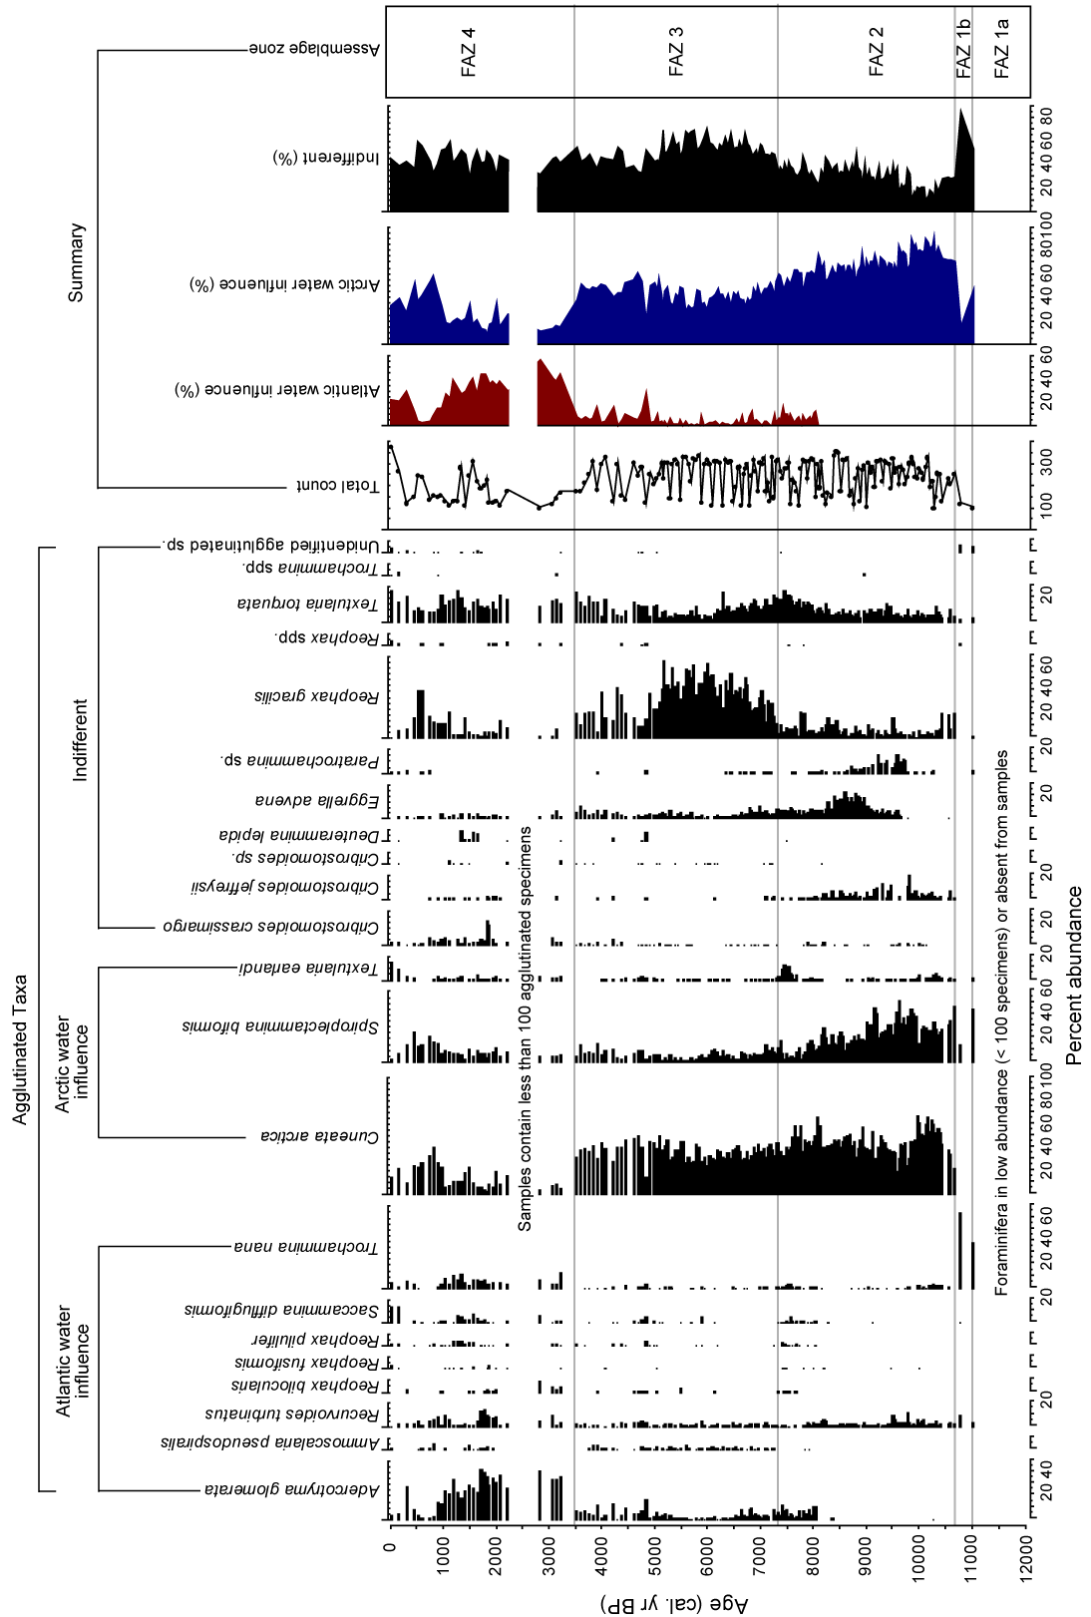 Agglutinated Taxa
Summary
Atlantic water
influence
Arctic water
influence
Indifferent
Adercotryma glomerata
Ammoscalaria pseudospiralis
Recurvoides turbinatus
Reophax bilocularis
Reophax fusiformis
Reophax pilulifer
Saccammina difflugiformis
Trochammina nana
Cuneata arctica
Spiroplectammina biformis
Textularia earlandi
Cribrostomoides crassimargo
Cribrostomoides jeffreysii
Cribrostomoides sp.
Deuterammina lepida
Eggrella advena
Paratrochammina sp.
Reophax gracilis
Reophax spp.
Textularia torquata
Trochammina spp.
Unidentified agglutinated sp.
Total count
Atlantic water influence (%)
Arctic water influence (%)
Indifferent (%)
Assemblage zone
FAZ 4
FAZ 3
FAZ 2
FAZ 1b
FAZ 1a
Samples contain less than 100 agglutinated specimens
Foraminifera in low abundance (< 100 specimens) or absent from samples
Age (cal. yr BP)
0
1000
2000
3000
4000
5000
6000
7000
8000
9000
10000
11000
12000
20 40
20
20 40 60
20 40 60 80 100
20 40 60
20
20
20
20
20
20 40 60
20
100 300
20 40 60
20 40 60 80 100
20 40 60 80
Percent abundance